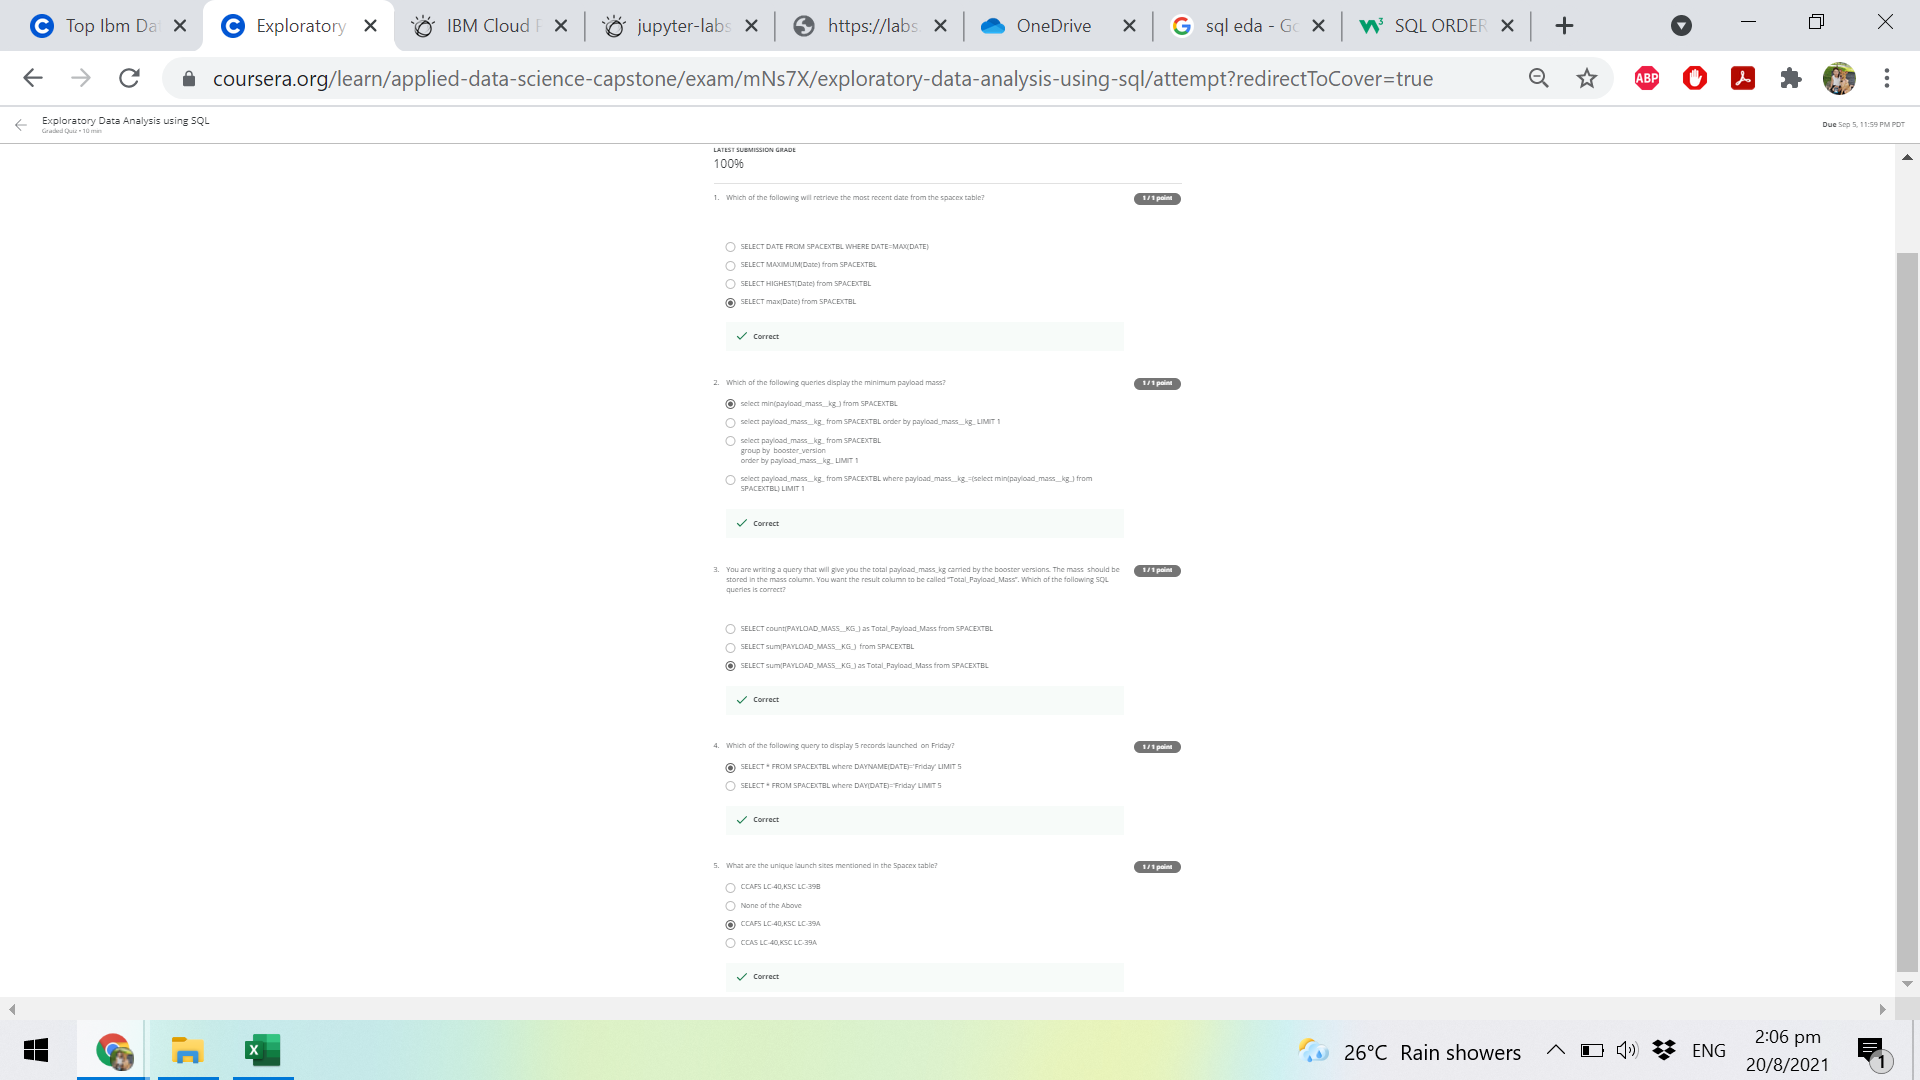 Top Ibm Da
Exploratory
IBM Cloud
jupyter-labs
https://labs.
OneDrive
sql eda - Go
SQL ORDER
coursera.org/learn/applied-data-science-capstone/exam/mNs7X/exploratory-data-analysis-using-sql/attempt?redirectToCover=true
ABP
Exploratory Data Analysis using SQL
Graded Quiz • 10 min
Due Sep 5, 11:59 PM PDT
LATEST SUBMISSION GRADE
100%
1. Which of the following will retrieve the most recent date from the spacex table?
1 / 1 point
SELECT DATE FROM SPACEXTBL WHERE DATE=MAX(DATE)
SELECT MAXIMUM(Date) from SPACEXTBL
SELECT HIGHEST(Date) from SPACEXTBL
SELECT max(Date) from SPACEXTBL
Correct
2. Which of the following queries display the minimum payload mass?
1 / 1 point
select min(payload_mass__kg_) from SPACEXTBL
select payload_mass__kg_ from SPACEXTBL order by payload_mass__kg_ LIMIT 1
select payload_mass__kg_ from SPACEXTBL
group by booster_version
order by payload_mass__kg_ LIMIT 1
select payload_mass__kg_ from SPACEXTBL where payload_mass__kg_=(select min(payload_mass__kg_) from
SPACEXTBL) LIMIT 1
Correct
3. You are writing a query that will give you the total payload_mass_kg carried by the booster versions. The mass should be
stored in the mass column. You want the result column to be called "Total_Payload_Mass". Which of the following SQL
queries is correct?
1 / 1 point
SELECT count(PAYLOAD_MASS__KG_) as Total_Payload_Mass from SPACEXTBL
SELECT sum(PAYLOAD_MASS__KG_) from SPACEXTBL
SELECT sum(PAYLOAD_MASS__KG_) as Total_Payload_Mass from SPACEXTBL
Correct
4. Which of the following query to display 5 records launched on Friday?
1 / 1 point
SELECT * FROM SPACEXTBL where DAYNAME(DATE)='Friday' LIMIT 5
SELECT * FROM SPACEXTBL where DAY(DATE)='Friday' LIMIT 5
Correct
5. What are the unique launch sites mentioned in the Spacex table?
1 / 1 point
CCAFS LC-40,KSC LC-39B
None of the Above
CCAFS LC-40,KSC LC-39A
CCAS LC-40,KSC LC-39A
Correct
26°C Rain showers
ENG
2:06 pm
20/8/2021
1